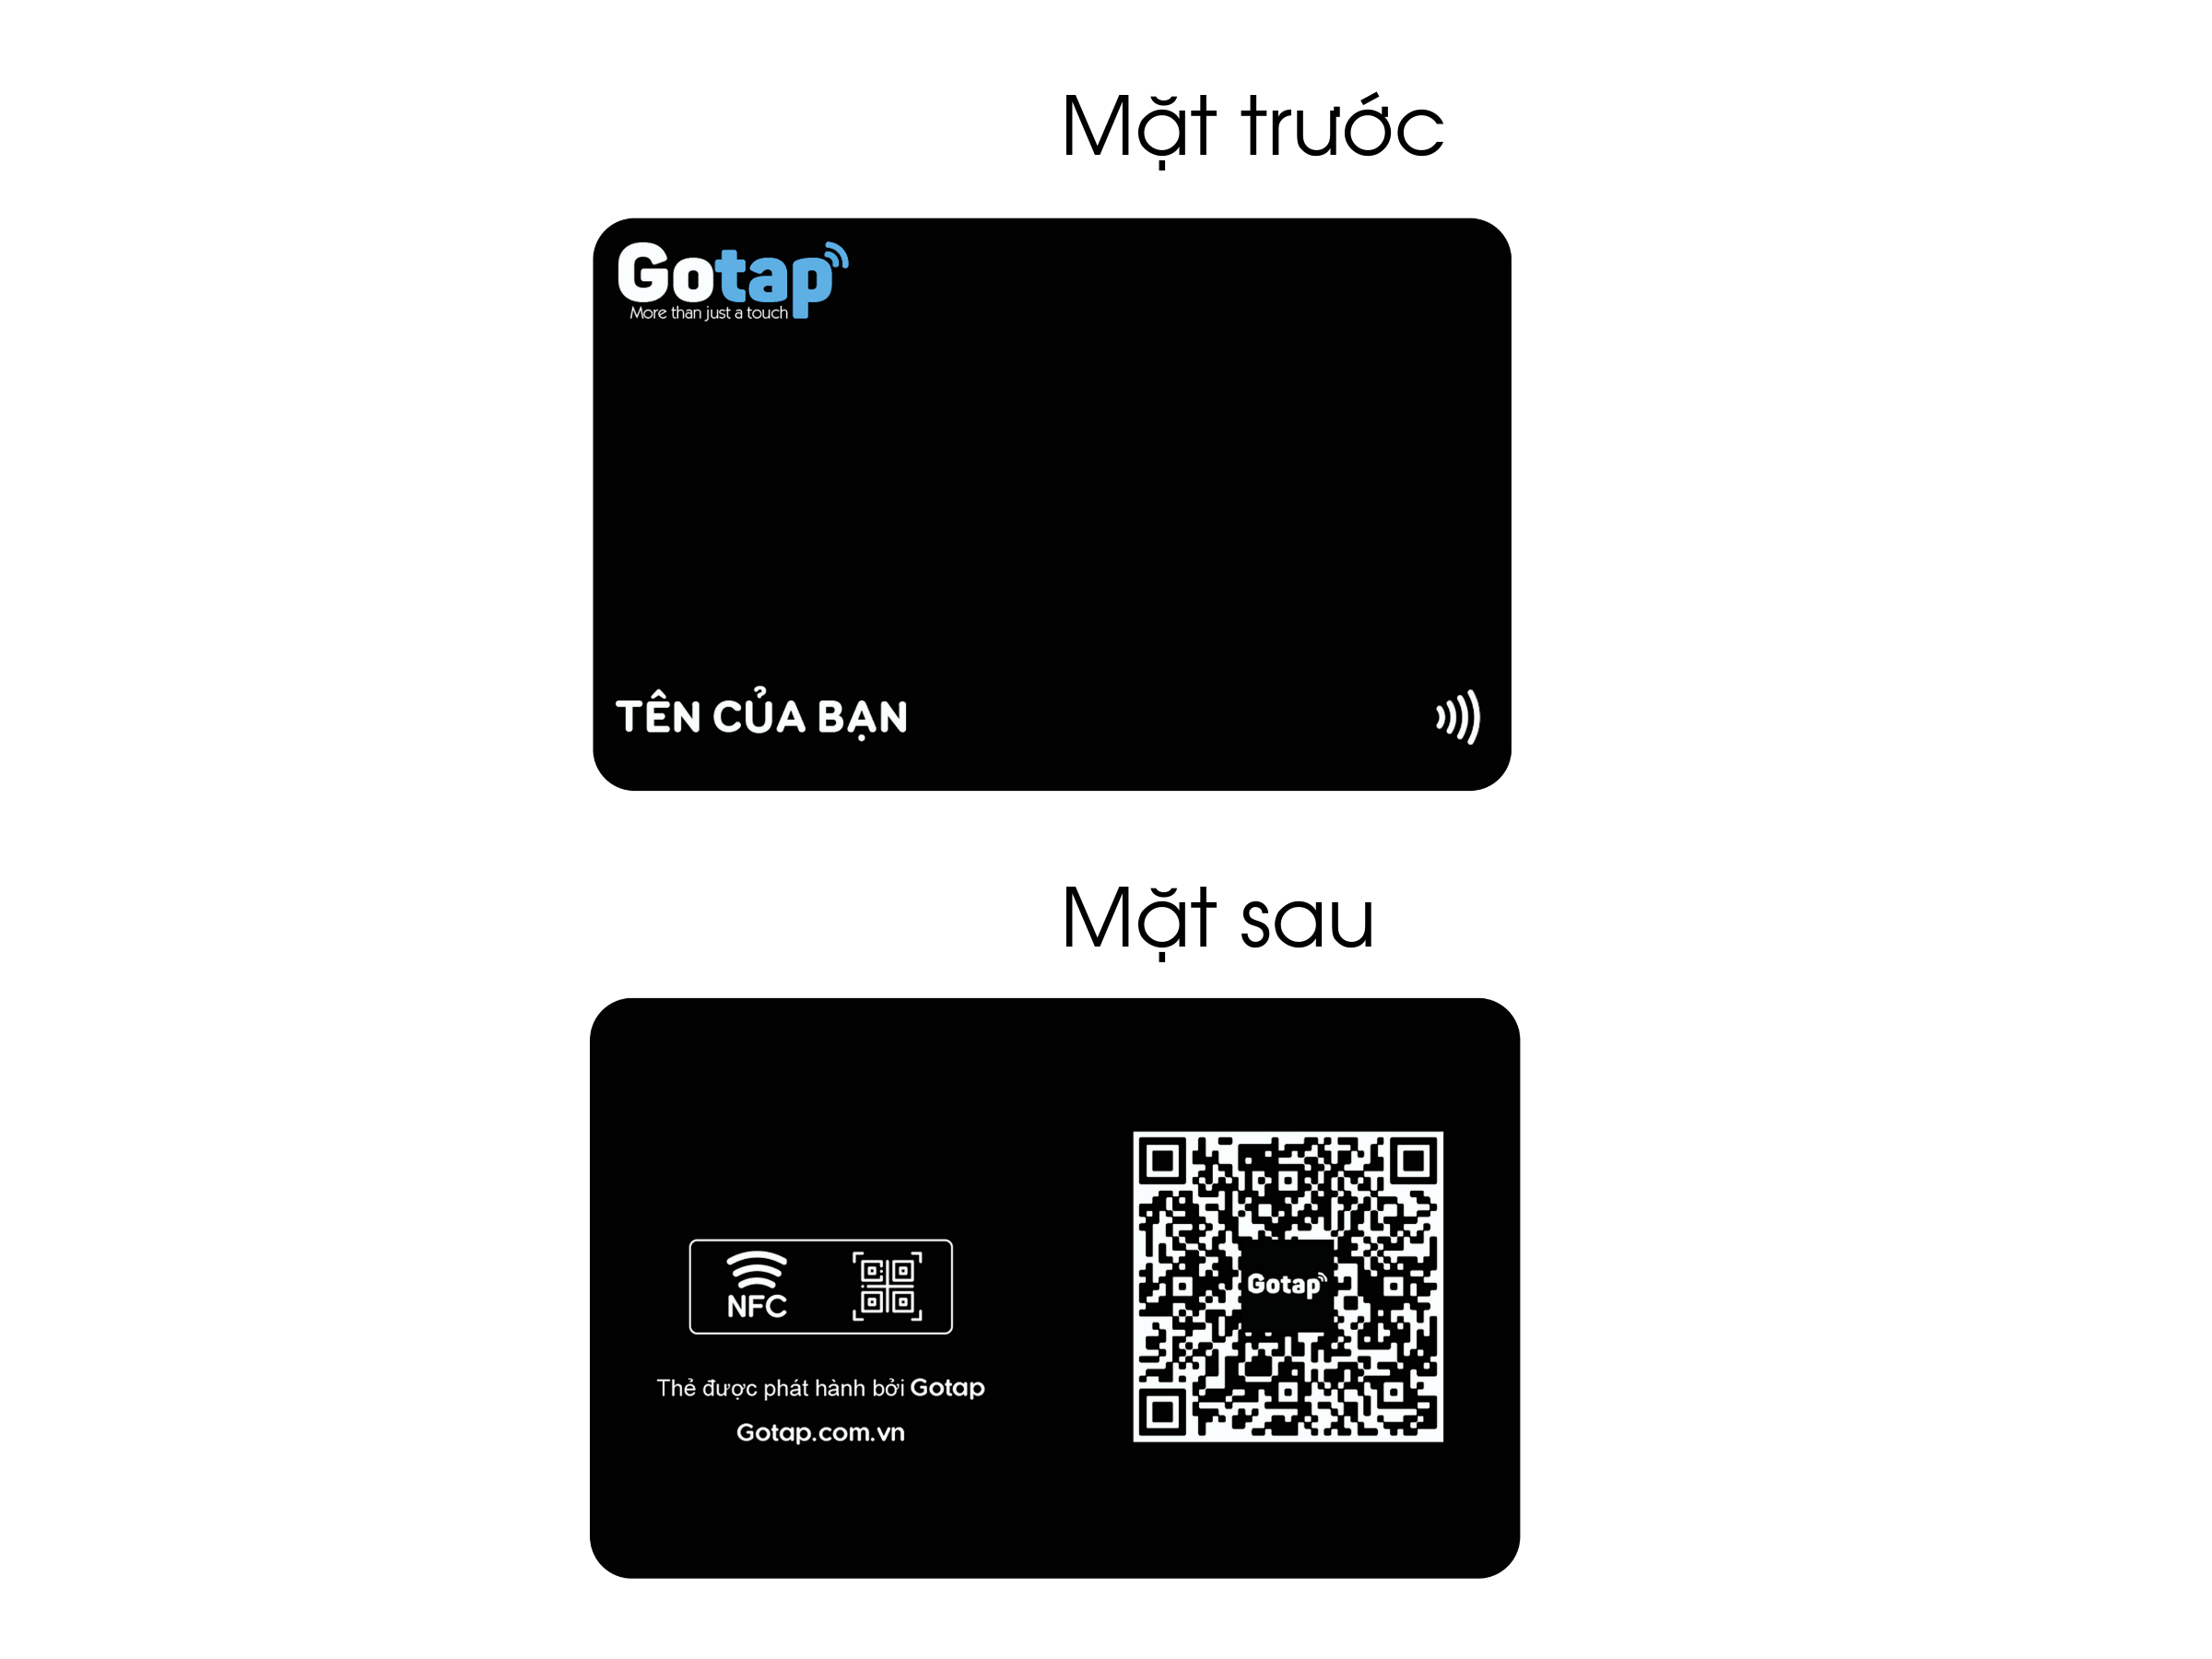 Mặt trước
Gotap
More than just a touch
TÊN CỦA BẠN
Mặt sau
NFC
Gotap
Thẻ được phát hành bởi Gotap
Gotap.com.vn